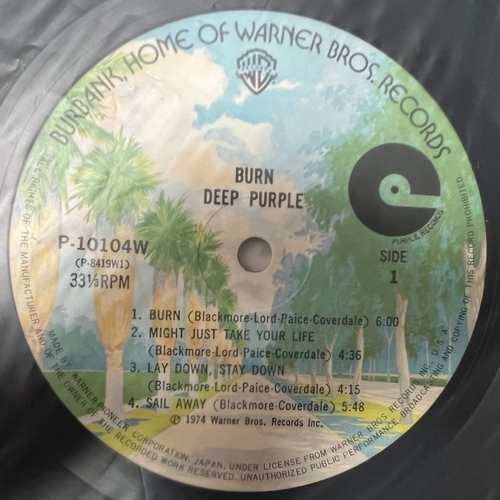 BURBANK, HOME OF WARNER BROS. RECORDS
BURN
DEEP PURPLE
PURPLE RECORDS
P-10104W
(P-8419W1)
33⅓RPM
SIDE
1
1. BURN (Blackmore-Lord-Paice-Coverdale) 6:00
2. MIGHT JUST TAKE YOUR LIFE
(Blackmore-Lord-Paice-Coverdale) 4:36
3. LAY DOWN, STAY DOWN
(Blackmore-Lord-Paice-Coverdale) 4:15
4. SAIL AWAY (Blackmore-Coverdale) 5:48
℗ 1974 Warner Bros. Records Inc.
MADE BY WARNER-PIONEER CORPORATION, JAPAN, UNDER LICENSE FROM WARNER BROS RECORDS INC., U.S.A.
RIGHTS OF THE MANUFACTURER AND OF THE OWNER OF THE RECORDED WORK RESERVED. UNAUTHORIZED PUBLIC PERFORMANCE, BROADCASTING AND COPYING OF THIS RECORD PROHIBITED.